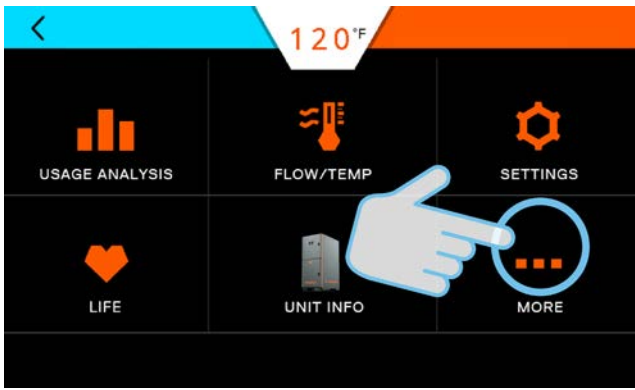 120°F
USAGE ANALYSIS
FLOW/TEMP
SETTINGS
LIFE
UNIT INFO
MORE